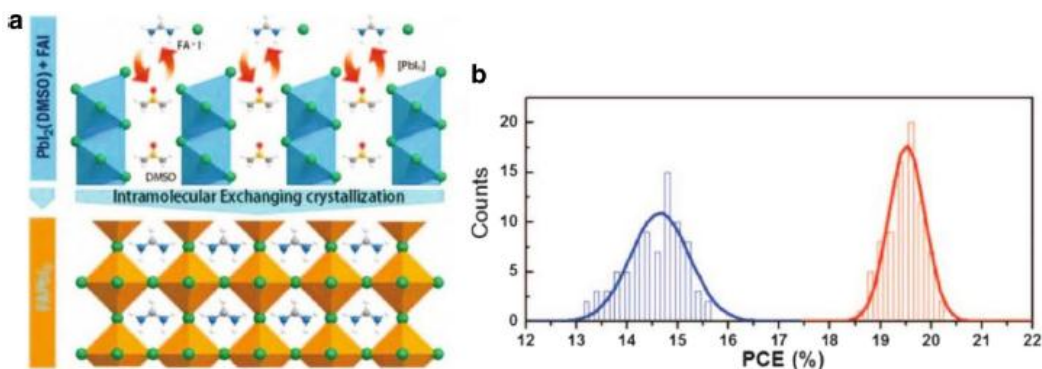 a
PbI₂(DMSO) + FAI
FA⁺I⁻
[PbI₆]
DMSO
Intramolecular Exchanging crystallization
FAPbI₃
b
Counts
20
15
10
5
0
12 13 14 15 16 17 18 19 20 21 22
PCE (%)